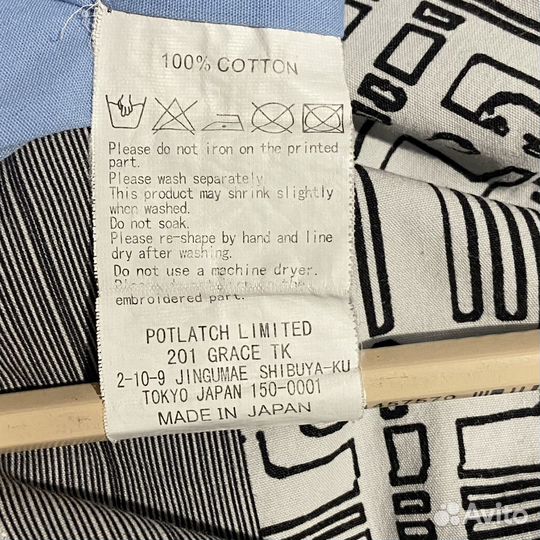 100% COTTON
Please do not iron on the printed
part.
Please wash separately.
This product may shrink slightly
when washed.
Do not soak.
Please re-shape by hand and line
dry after washing.
Do not use a machine dryer.
Please the
embroidered part.
POTLATCH LIMITED
201 GRACE TK
2-10-9 JINGUMAE SHIBUYA-KU
TOKYO JAPAN 150-0001
MADE IN JAPAN
Avito